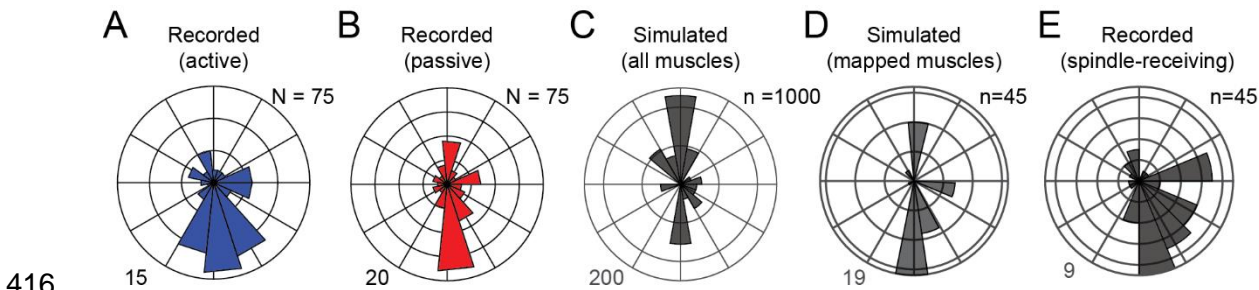 A
Recorded
(active)
N = 75
15
B
Recorded
(passive)
N = 75
20
C
Simulated
(all muscles)
n =1000
200
D
Simulated
(mapped muscles)
n=45
19
E
Recorded
(spindle-receiving)
n=45
9
416